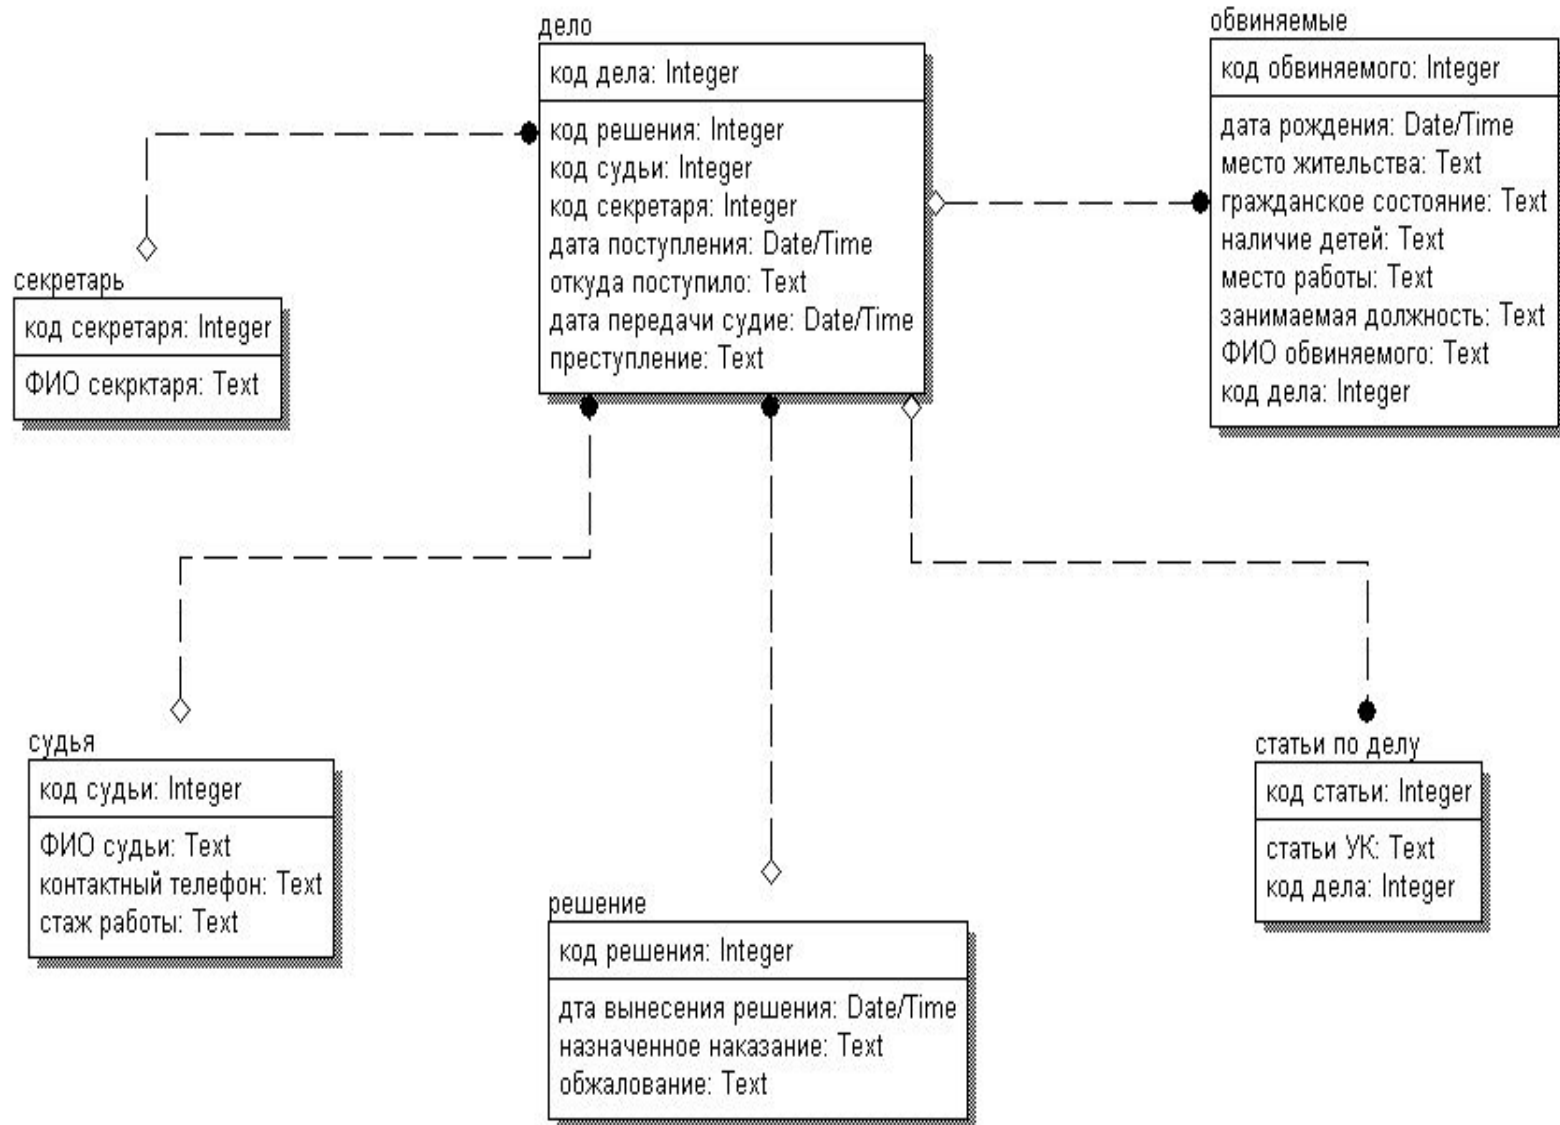 дело
код дела: Integer
код решения: Integer
код судьи: Integer
код секретаря: Integer
дата поступления: Date/Time
откуда поступило: Text
дата передачи судие: Date/Time
преступление: Text
обвиняемые
код обвиняемого: Integer
дата рождения: Date/Time
место жительства: Text
гражданское состояние: Text
наличие детей: Text
место работы: Text
занимаемая должность: Text
ФИО обвиняемого: Text
код дела: Integer
секретарь
код секретаря: Integer
ФИО секрктаря: Text
судья
код судьи: Integer
ФИО судьи: Text
контактный телефон: Text
стаж работы: Text
решение
код решения: Integer
дта вынесения решения: Date/Time
назначенное наказание: Text
обжалование: Text
статьи по делу
код статьи: Integer
статьи УК: Text
код дела: Integer